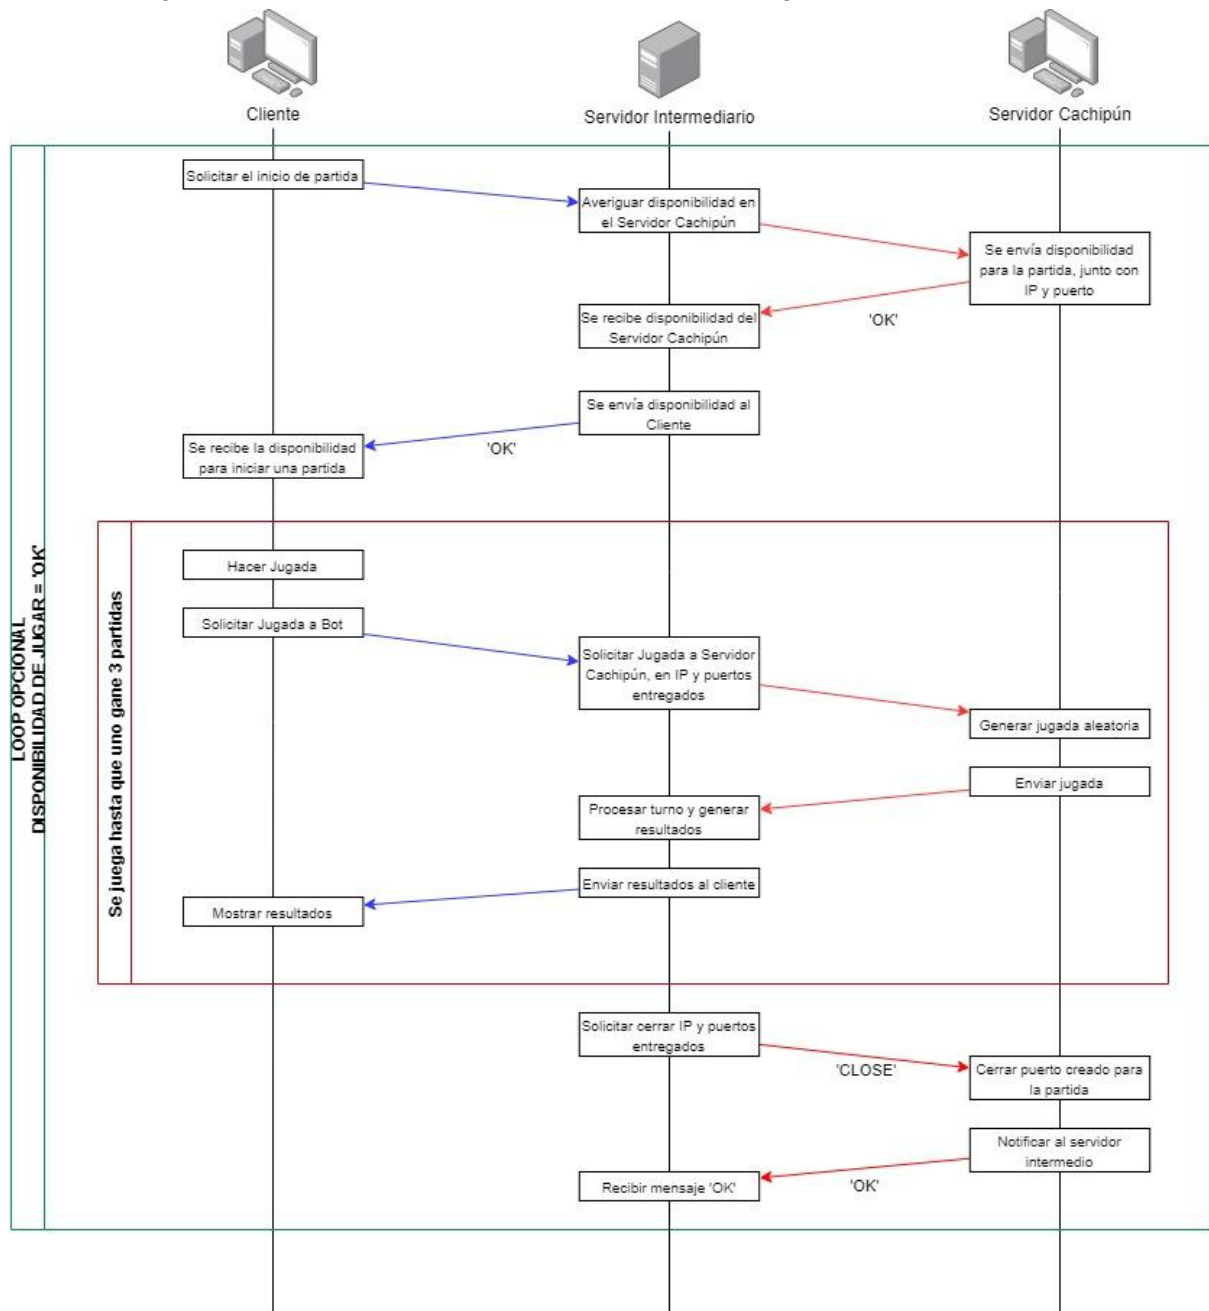 Cliente
Servidor Intermediario
Servidor Cachipún
Solicitar el inicio de partida
Averiguar disponibilidad en
el Servidor Cachipún
Se envía disponibilidad
para la partida, junto con
IP y puerto
'OK'
Se recibe disponibilidad del
Servidor Cachipún
Se envía disponibilidad al
Cliente
'OK'
Se recibe la disponibilidad
para iniciar una partida
LOOP OPCIONAL
DISPONIBILIDAD DE JUGAR = 'OK'
Se juega hasta que uno gane 3 partidas
Hacer Jugada
Solicitar Jugada a Bot
Solicitar Jugada a Servidor
Cachipún, en IP y puertos
entregados
Generar jugada aleatoria
Enviar jugada
Procesar turno y generar
resultados
Enviar resultados al cliente
Mostrar resultados
Solicitar cerrar IP y puertos
entregados
'CLOSE'
Cerrar puerto creado para
la partida
Notificar al servidor
intermedio
'OK'
Recibir mensaje 'OK'